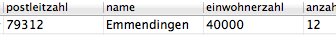 postleitzahl name einwohnerzahl anzah
79312 Emmendingen 40000 12